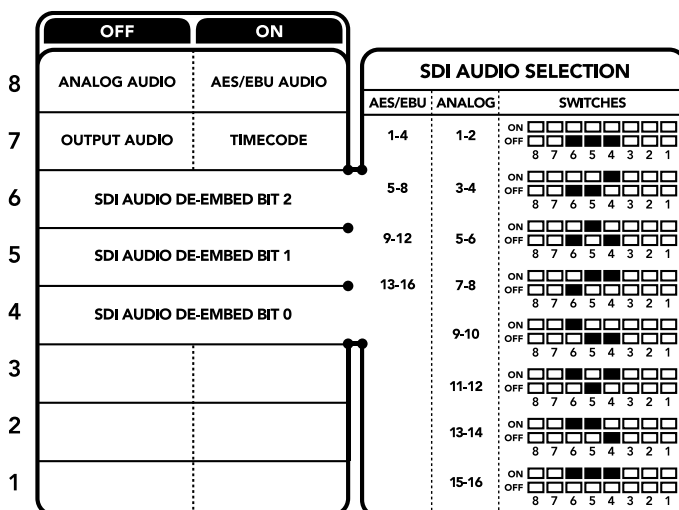 OFF ON
8 ANALOG AUDIO AES/EBU AUDIO
7 OUTPUT AUDIO TIMECODE
6 SDI AUDIO DE-EMBED BIT 2
5 SDI AUDIO DE-EMBED BIT 1
4 SDI AUDIO DE-EMBED BIT 0
3
2
1
SDI AUDIO SELECTION
AES/EBU ANALOG SWITCHES
1-4 1-2 ON
OFF
8 7 6 5 4 3 2 1
5-8 3-4 ON
OFF
8 7 6 5 4 3 2 1
9-12 5-6 ON
OFF
8 7 6 5 4 3 2 1
13-16 7-8 ON
OFF
8 7 6 5 4 3 2 1
9-10 ON
OFF
8 7 6 5 4 3 2 1
11-12 ON
OFF
8 7 6 5 4 3 2 1
13-14 ON
OFF
8 7 6 5 4 3 2 1
15-16 ON
OFF
8 7 6 5 4 3 2 1